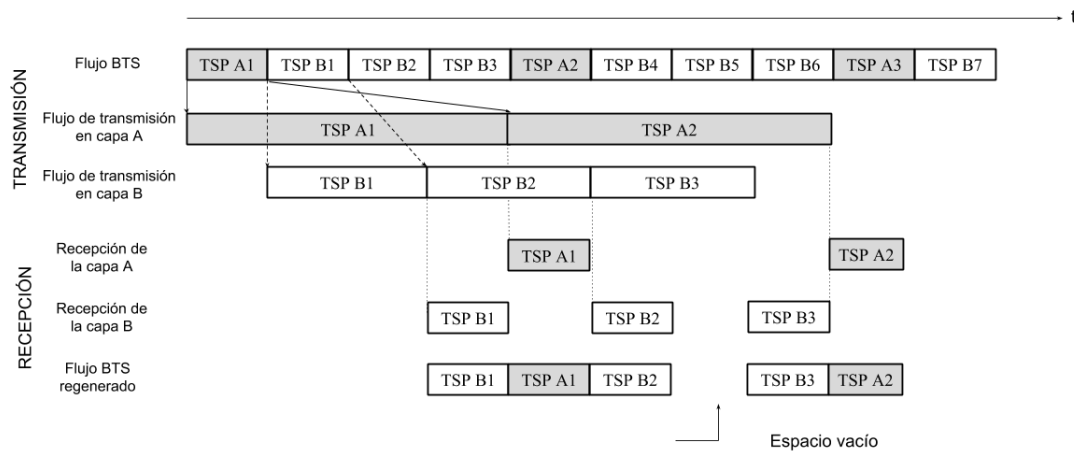 t
Flujo BTS
TSP A1 TSP B1 TSP B2 TSP B3 TSP A2 TSP B4 TSP B5 TSP B6 TSP A3 TSP B7
TRANSMISIÓN
Flujo de transmisión
en capa A
TSP A1 TSP A2
Flujo de transmisión
en capa B
TSP B1 TSP B2 TSP B3
RECEPCIÓN
Recepción de
la capa A
TSP A1 TSP A2
Recepción de
la capa B
TSP B1 TSP B2 TSP B3
Flujo BTS
regenerado
TSP B1 TSP A1 TSP B2 TSP B3 TSP A2
Espacio vacío